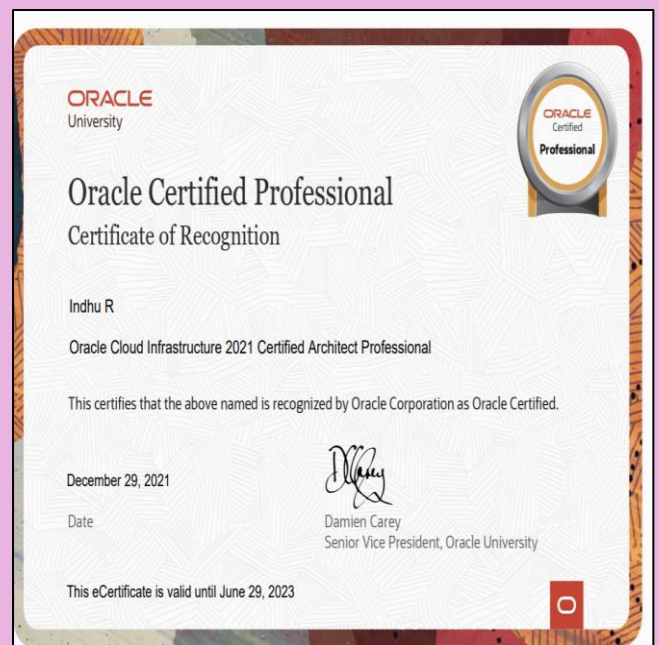 ORACLE
University
ORACLE
Certified
Professional
Oracle Certified Professional
Certificate of Recognition
Indhu R
Oracle Cloud Infrastructure 2021 Certified Architect Professional
This certifies that the above named is recognized by Oracle Corporation as Oracle Certified.
December 29, 2021
Date
DCarey
Damien Carey
Senior Vice President, Oracle University
This eCertificate is valid until June 29, 2023